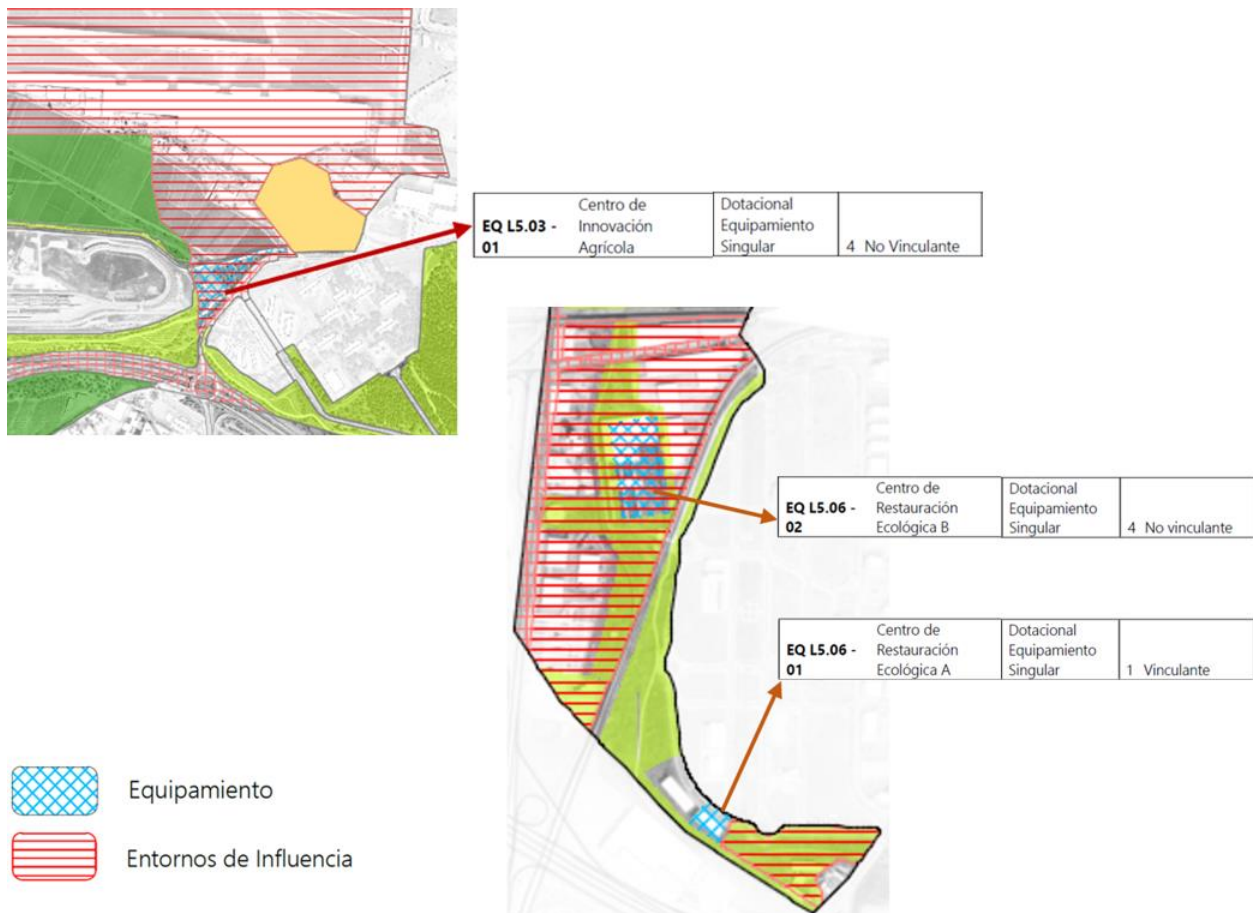 EQ L5.03 -
01
Centro de
Innovación
Agrícola
Dotacional
Equipamiento
Singular
4 No Vinculante
EQ L5.06 -
02
Centro de
Restauración
Ecológica B
Dotacional
Equipamiento
Singular
4 No vinculante
EQ L5.06 -
01
Centro de
Restauración
Ecológica A
Dotacional
Equipamiento
Singular
1 Vinculante
Equipamiento
Entornos de Influencia